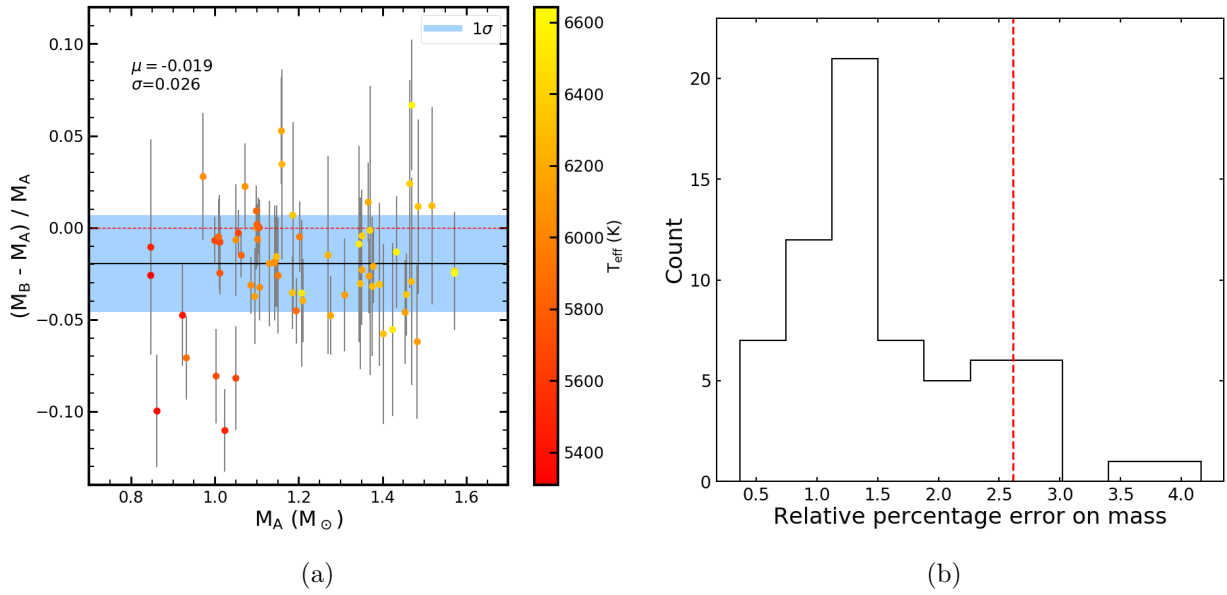 1σ
μ = -0.019
σ=0.026
0.10
0.05
0.00
−0.05
−0.10
(M_B - M_A) / M_A
0.8 1.0 1.2 1.4 1.6
M_A (M_⊙)
6600
6400
6200
6000
5800
5600
5400
T_eff (K)
(a)
20
15
10
5
0
Count
0.5 1.0 1.5 2.0 2.5 3.0 3.5 4.0
Relative percentage error on mass
(b)